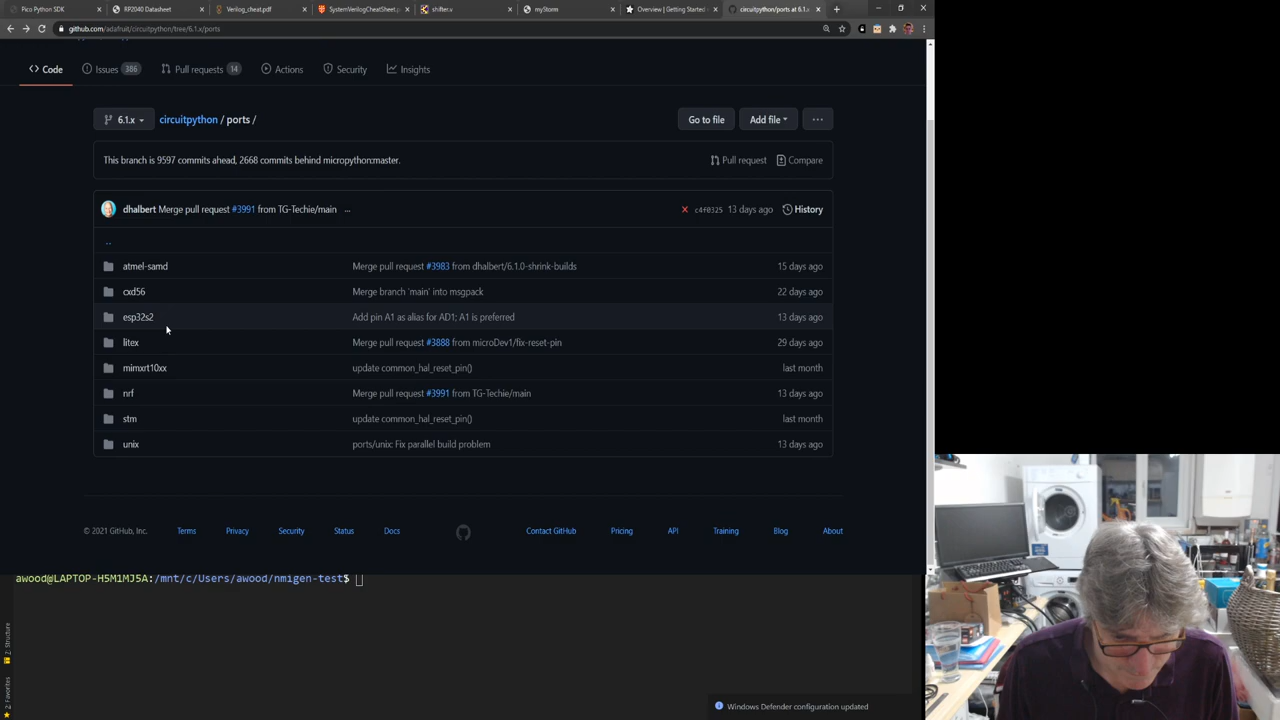 Pico Python SDK
RP2040 Datasheet
Verilog_cheat.pdf
SystemVerilogCheatSheet.p
shifter.v
myStorm
Overview | Getting Started -
circuitpython/ports at 6.1.x
github.com/adafruit/circuitpython/tree/6.1.x/ports
Code
Issues 386
Pull requests 14
Actions
Security
Insights
6.1.x
circuitpython / ports /
Go to file
Add file
This branch is 9597 commits ahead, 2668 commits behind micropython:master.
Pull request
Compare
dhalbert Merge pull request #3991 from TG-Techie/main ...
c4f0325 13 days ago
History
..
atmel-samd Merge pull request #3983 from dhalbert/6.1.0-shrink-builds 15 days ago
cxd56 Merge branch `main` into msgpack 22 days ago
esp32s2 Add pin A1 as alias for AD1; A1 is preferred 13 days ago
litex Merge pull request #3888 from microDev1/fix-reset-pin 29 days ago
mimxrt10xx update common_hal_reset_pin() last month
nrf Merge pull request #3991 from TG-Techie/main 13 days ago
stm update common_hal_reset_pin() last month
unix ports/unix: Fix parallel build problem 13 days ago
© 2021 GitHub, Inc.
Terms
Privacy
Security
Status
Docs
Contact GitHub
Pricing
API
Training
Blog
About
awood@LAPTOP-H5M1MJ5A:/mnt/c/Users/awood/nmigen-test$
Z: Structure
2: Favorites
Windows Defender configuration updated